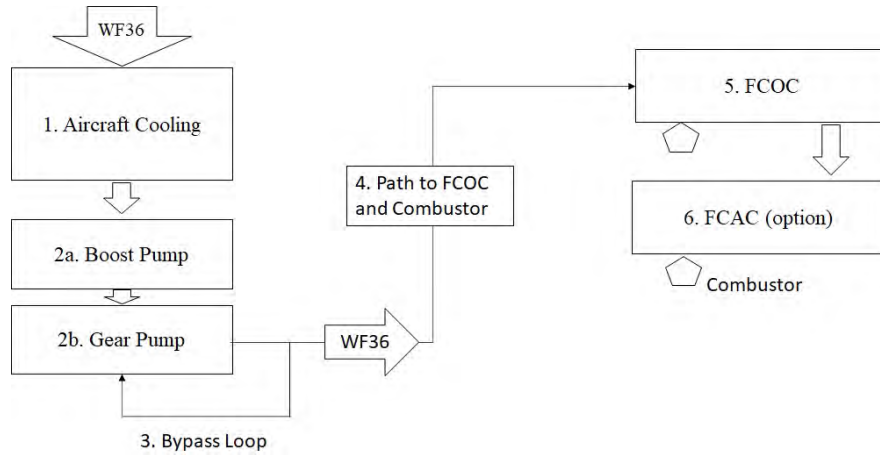 WF36
1. Aircraft Cooling
2a. Boost Pump
2b. Gear Pump
3. Bypass Loop
WF36
4. Path to FCOC
and Combustor
5. FCOC
6. FCAC (option)
Combustor